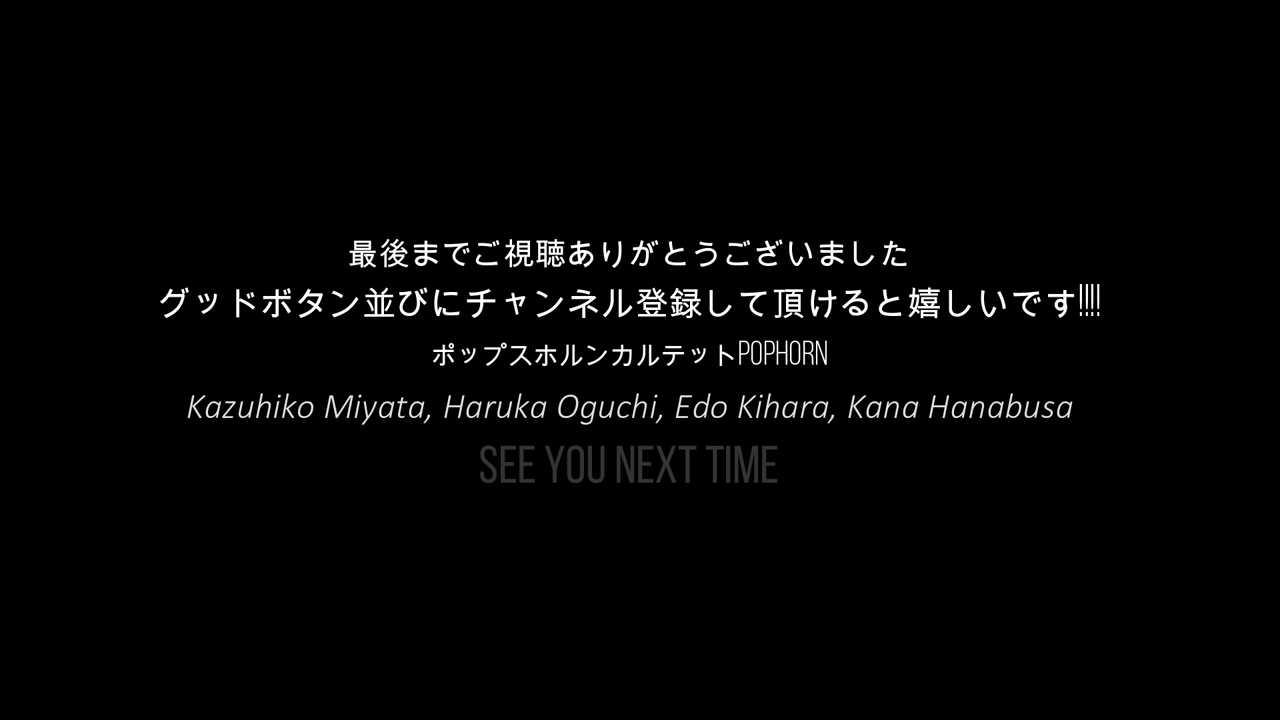 最後までご視聴ありがとうございました
グッドボタン並びにチャンネル登録して頂けると嬉しいです!!!!
ポップスホルンカルテットPOPHORN
Kazuhiko Miyata, Haruka Oguchi, Edo Kihara, Kana Hanabusa
SEE YOU NEXT TIME